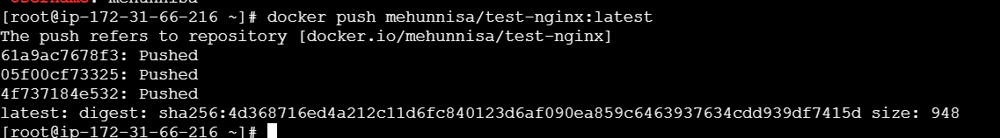 Username: mehunnisa
[root@ip-172-31-66-216 ~]# docker push mehunnisa/test-nginx:latest
The push refers to repository [docker.io/mehunnisa/test-nginx]
61a9ac7678f3: Pushed
05f00cf73325: Pushed
4f737184e532: Pushed
latest: digest: sha256:4d368716ed4a212c11d6fc840123d6af090ea859c6463937634cdd939df7415d size: 948
[root@ip-172-31-66-216 ~]#